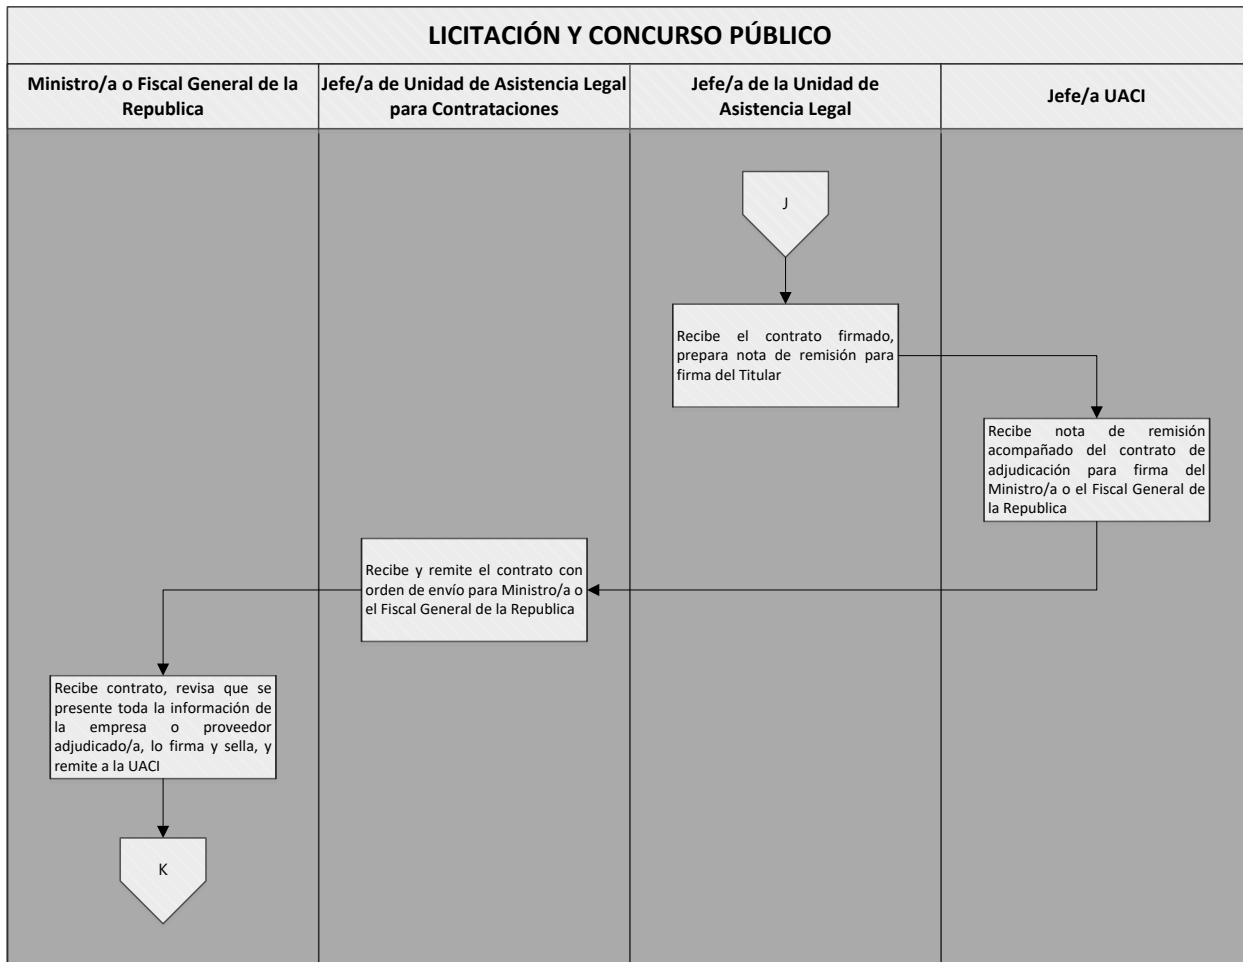 LICITACIÓN Y CONCURSO PÚBLICO
Ministro/a o Fiscal General de la
Republica
Jefe/a de Unidad de Asistencia Legal
para Contrataciones
Jefe/a de la Unidad de
Asistencia Legal
Jefe/a UACI
J
Recibe el contrato firmado,
prepara nota de remisión para
firma del Titular
Recibe nota de remisión
acompañado del contrato de
adjudicación para firma del
Ministro/a o el Fiscal General de
la Republica
Recibe y remite el contrato con
orden de envío para Ministro/a o
el Fiscal General de la Republica
Recibe contrato, revisa que se
presente toda la información de
la empresa o proveedor
adjudicado/a, lo firma y sella, y
remite a la UACI
K